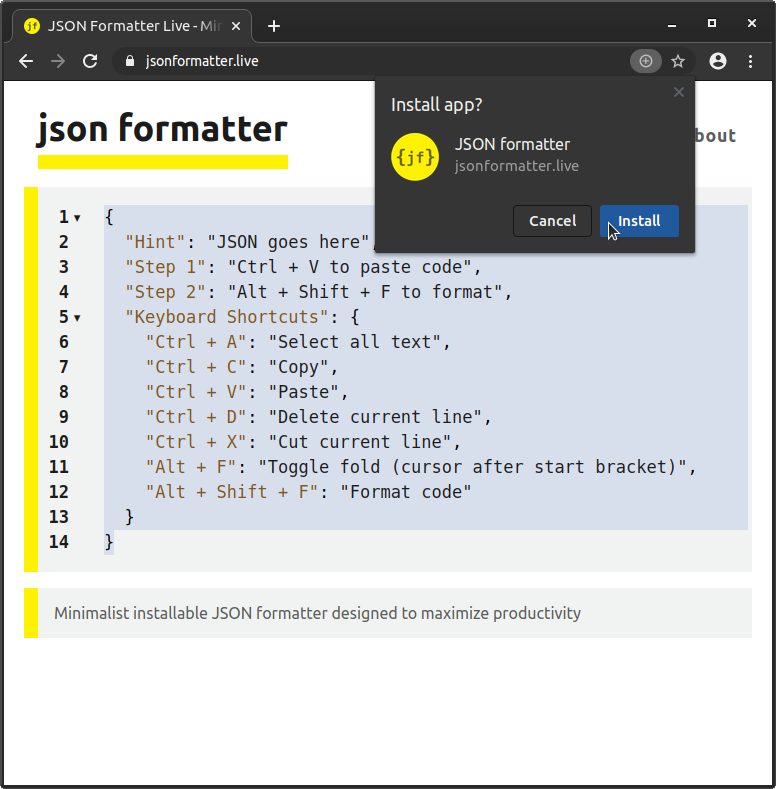 jf JSON Formatter Live - Mi
jsonformatter.live
Install app?
{jf} JSON formatter
jsonformatter.live
Cancel Install
json formatter
bout
1 {
2 "Hint": "JSON goes here",
3 "Step 1": "Ctrl + V to paste code",
4 "Step 2": "Alt + Shift + F to format",
5 "Keyboard Shortcuts": {
6 "Ctrl + A": "Select all text",
7 "Ctrl + C": "Copy",
8 "Ctrl + V": "Paste",
9 "Ctrl + D": "Delete current line",
10 "Ctrl + X": "Cut current line",
11 "Alt + F": "Toggle fold (cursor after start bracket)",
12 "Alt + Shift + F": "Format code"
13 }
14 }
Minimalist installable JSON formatter designed to maximize productivity